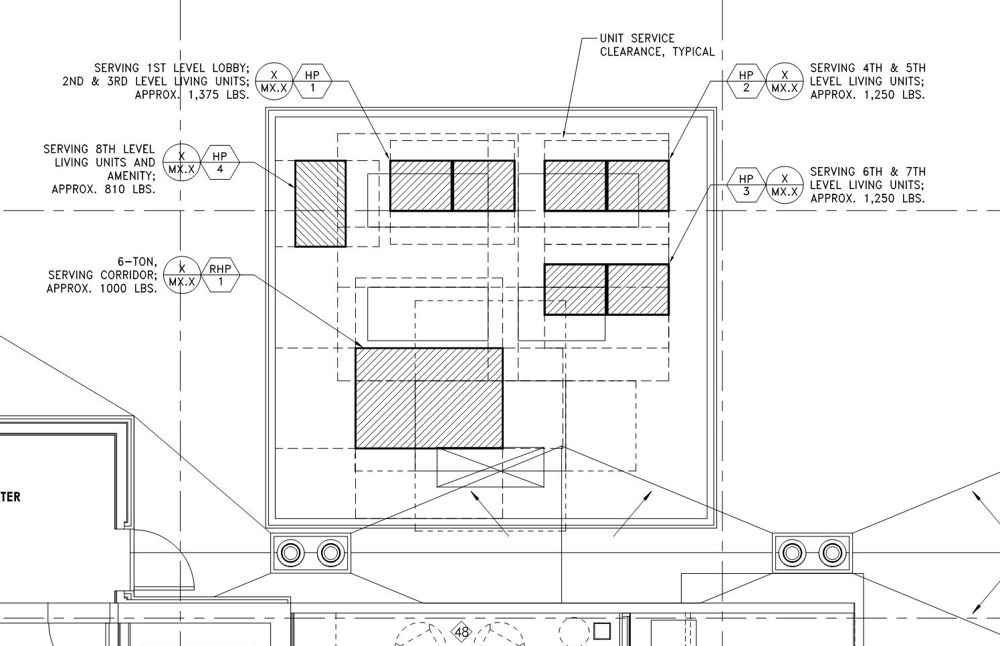 UNIT SERVICE
CLEARANCE, TYPICAL
SERVING 1ST LEVEL LOBBY;
2ND & 3RD LEVEL LIVING UNITS;
APPROX. 1,375 LBS.
X
MX.X
HP
1
HP
2
X
MX.X
SERVING 4TH & 5TH
LEVEL LIVING UNITS;
APPROX. 1,250 LBS.
SERVING 8TH LEVEL
LIVING UNITS AND
AMENITY;
APPROX. 810 LBS.
X
MX.X
HP
4
HP
3
X
MX.X
SERVING 6TH & 7TH
LEVEL LIVING UNITS;
APPROX. 1,250 LBS.
6-TON,
SERVING CORRIDOR;
APPROX. 1000 LBS.
X
MX.X
RHP
1
TER
48